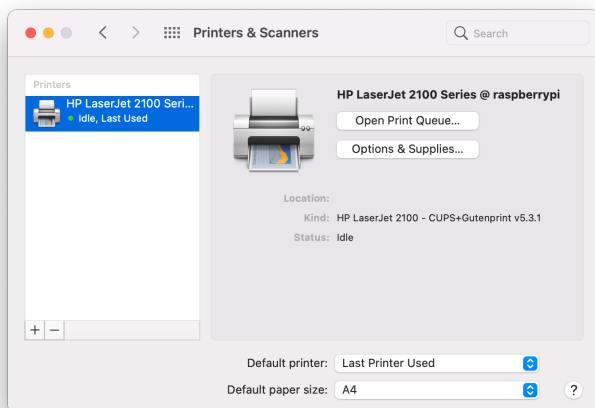 Printers & Scanners
Search
Printers
HP LaserJet 2100 Seri...
Idle, Last Used
HP LaserJet 2100 Series @ raspberrypi
Open Print Queue...
Options & Supplies...
Location:
Kind: HP LaserJet 2100 - CUPS+Gutenprint v5.3.1
Status: Idle
+ −
Default printer: Last Printer Used
Default paper size: A4
?